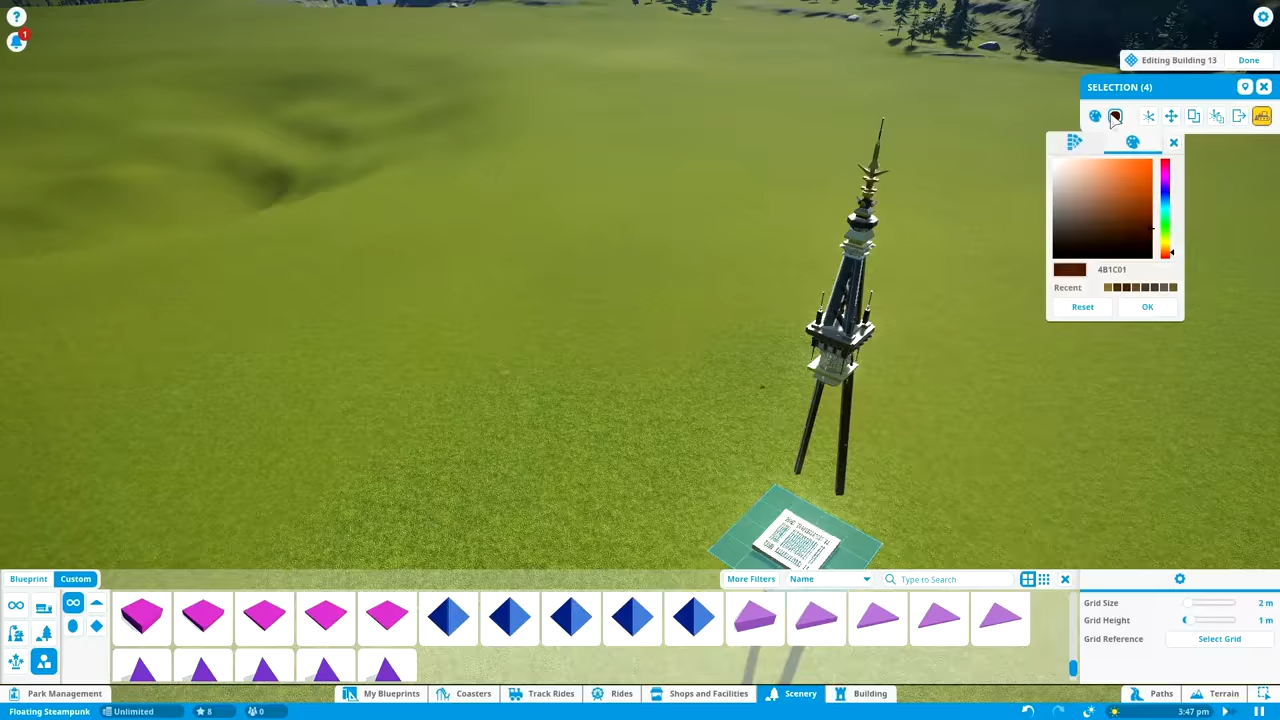 ?
1
Editing Building 13 Done
SELECTION (4)
4B1C01
Recent
Reset OK
Blueprint Custom
More Filters Name Type to Search
Grid Size 2 m
Grid Height 1 m
Grid Reference Select Grid
Park Management My Blueprints Coasters Track Rides Rides Shops and Facilities Scenery Building Paths Terrain
Floating Steampunk Unlimited 8 0 3:47 pm